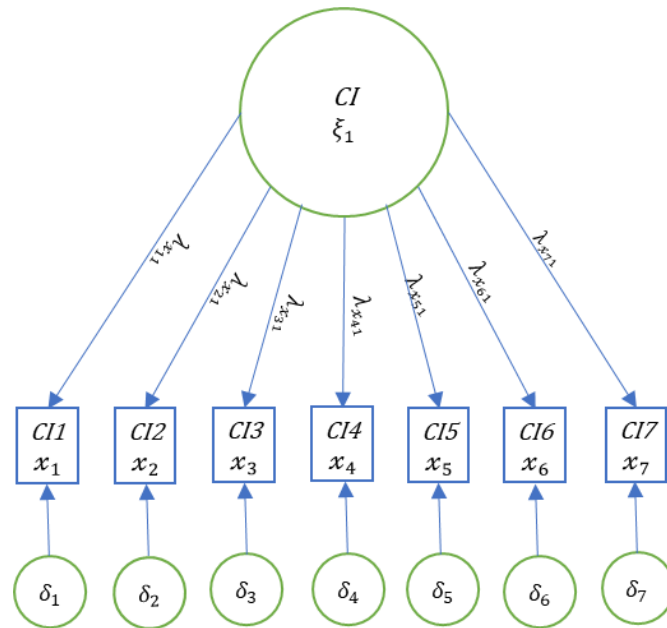 CI
ξ₁
λₓ₁₁
λₓ₂₁
λₓ₃₁
λₓ₄₁
λₓ₅₁
λₓ₆₁
λₓ₇₁
CI1 CI2 CI3 CI4 CI5 CI6 CI7
x₁ x₂ x₃ x₄ x₅ x₆ x₇
δ₁ δ₂ δ₃ δ₄ δ₅ δ₆ δ₇